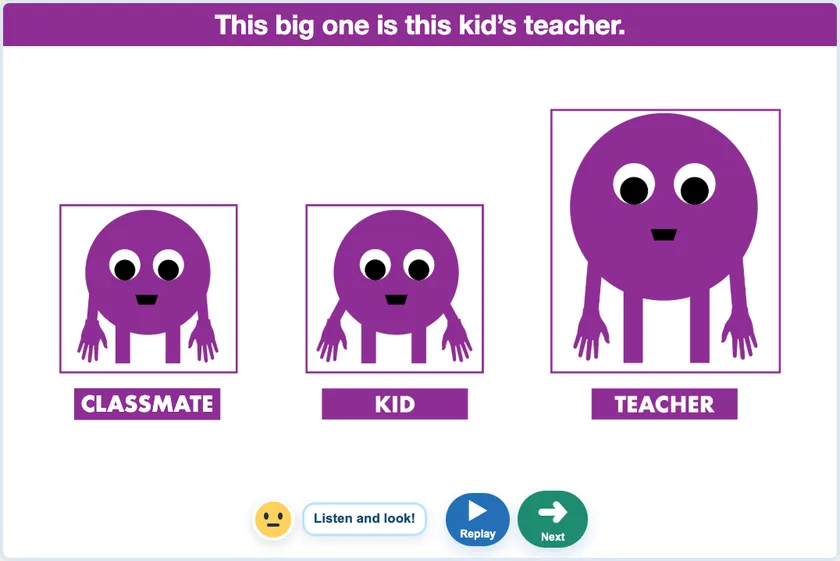 This big one is this kid’s teacher.
CLASSMATE
KID
TEACHER
Listen and look!
Replay
Next